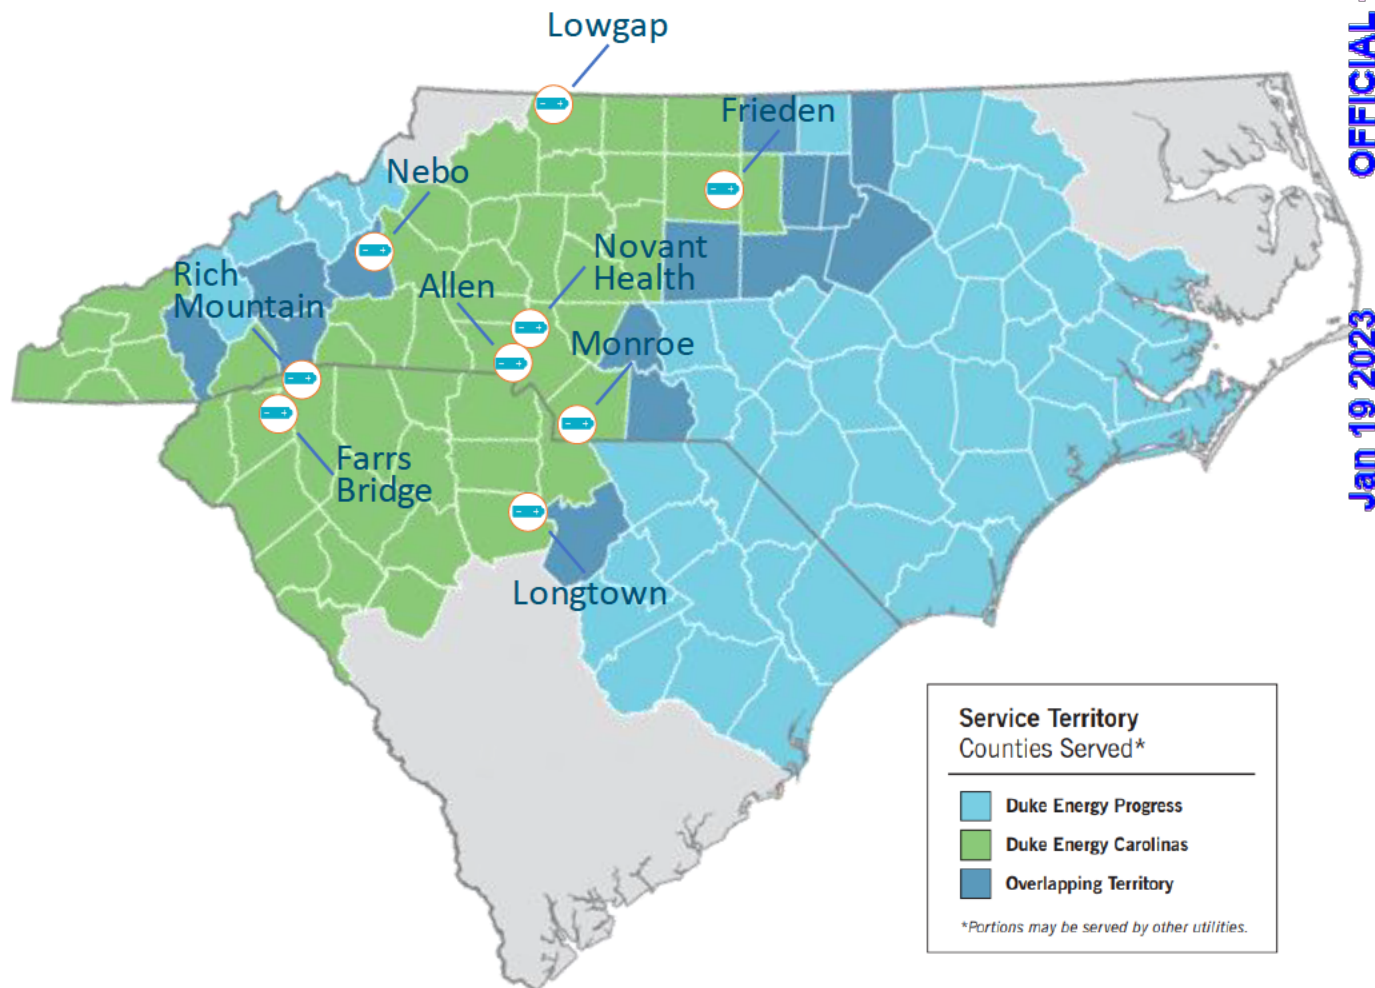 Lowgap
Frieden
Nebo
Novant
Health
Rich
Mountain
Allen
Monroe
Farrs
Bridge
Longtown
Service Territory
Counties Served*
Duke Energy Progress
Duke Energy Carolinas
Overlapping Territory
*Portions may be served by other utilities.
OFFICIAL
Jan 19 2023